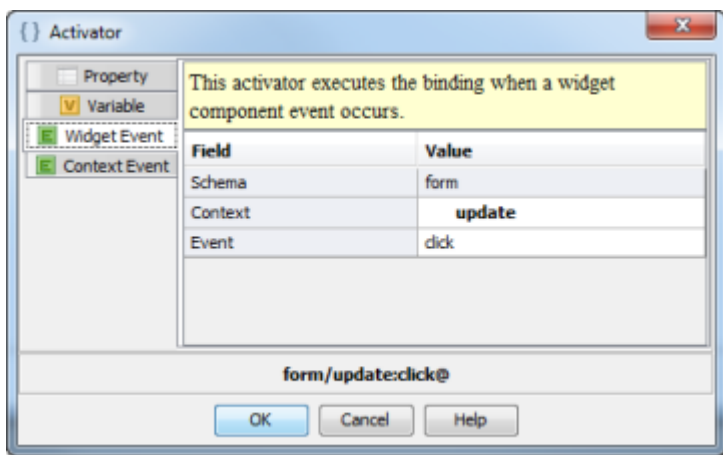 { } Activator
Property
Variable
Widget Event
Context Event
This activator executes the binding when a widget
component event occurs.
Field Value
Schema form
Context update
Event click
form/update:click@
OK Cancel Help